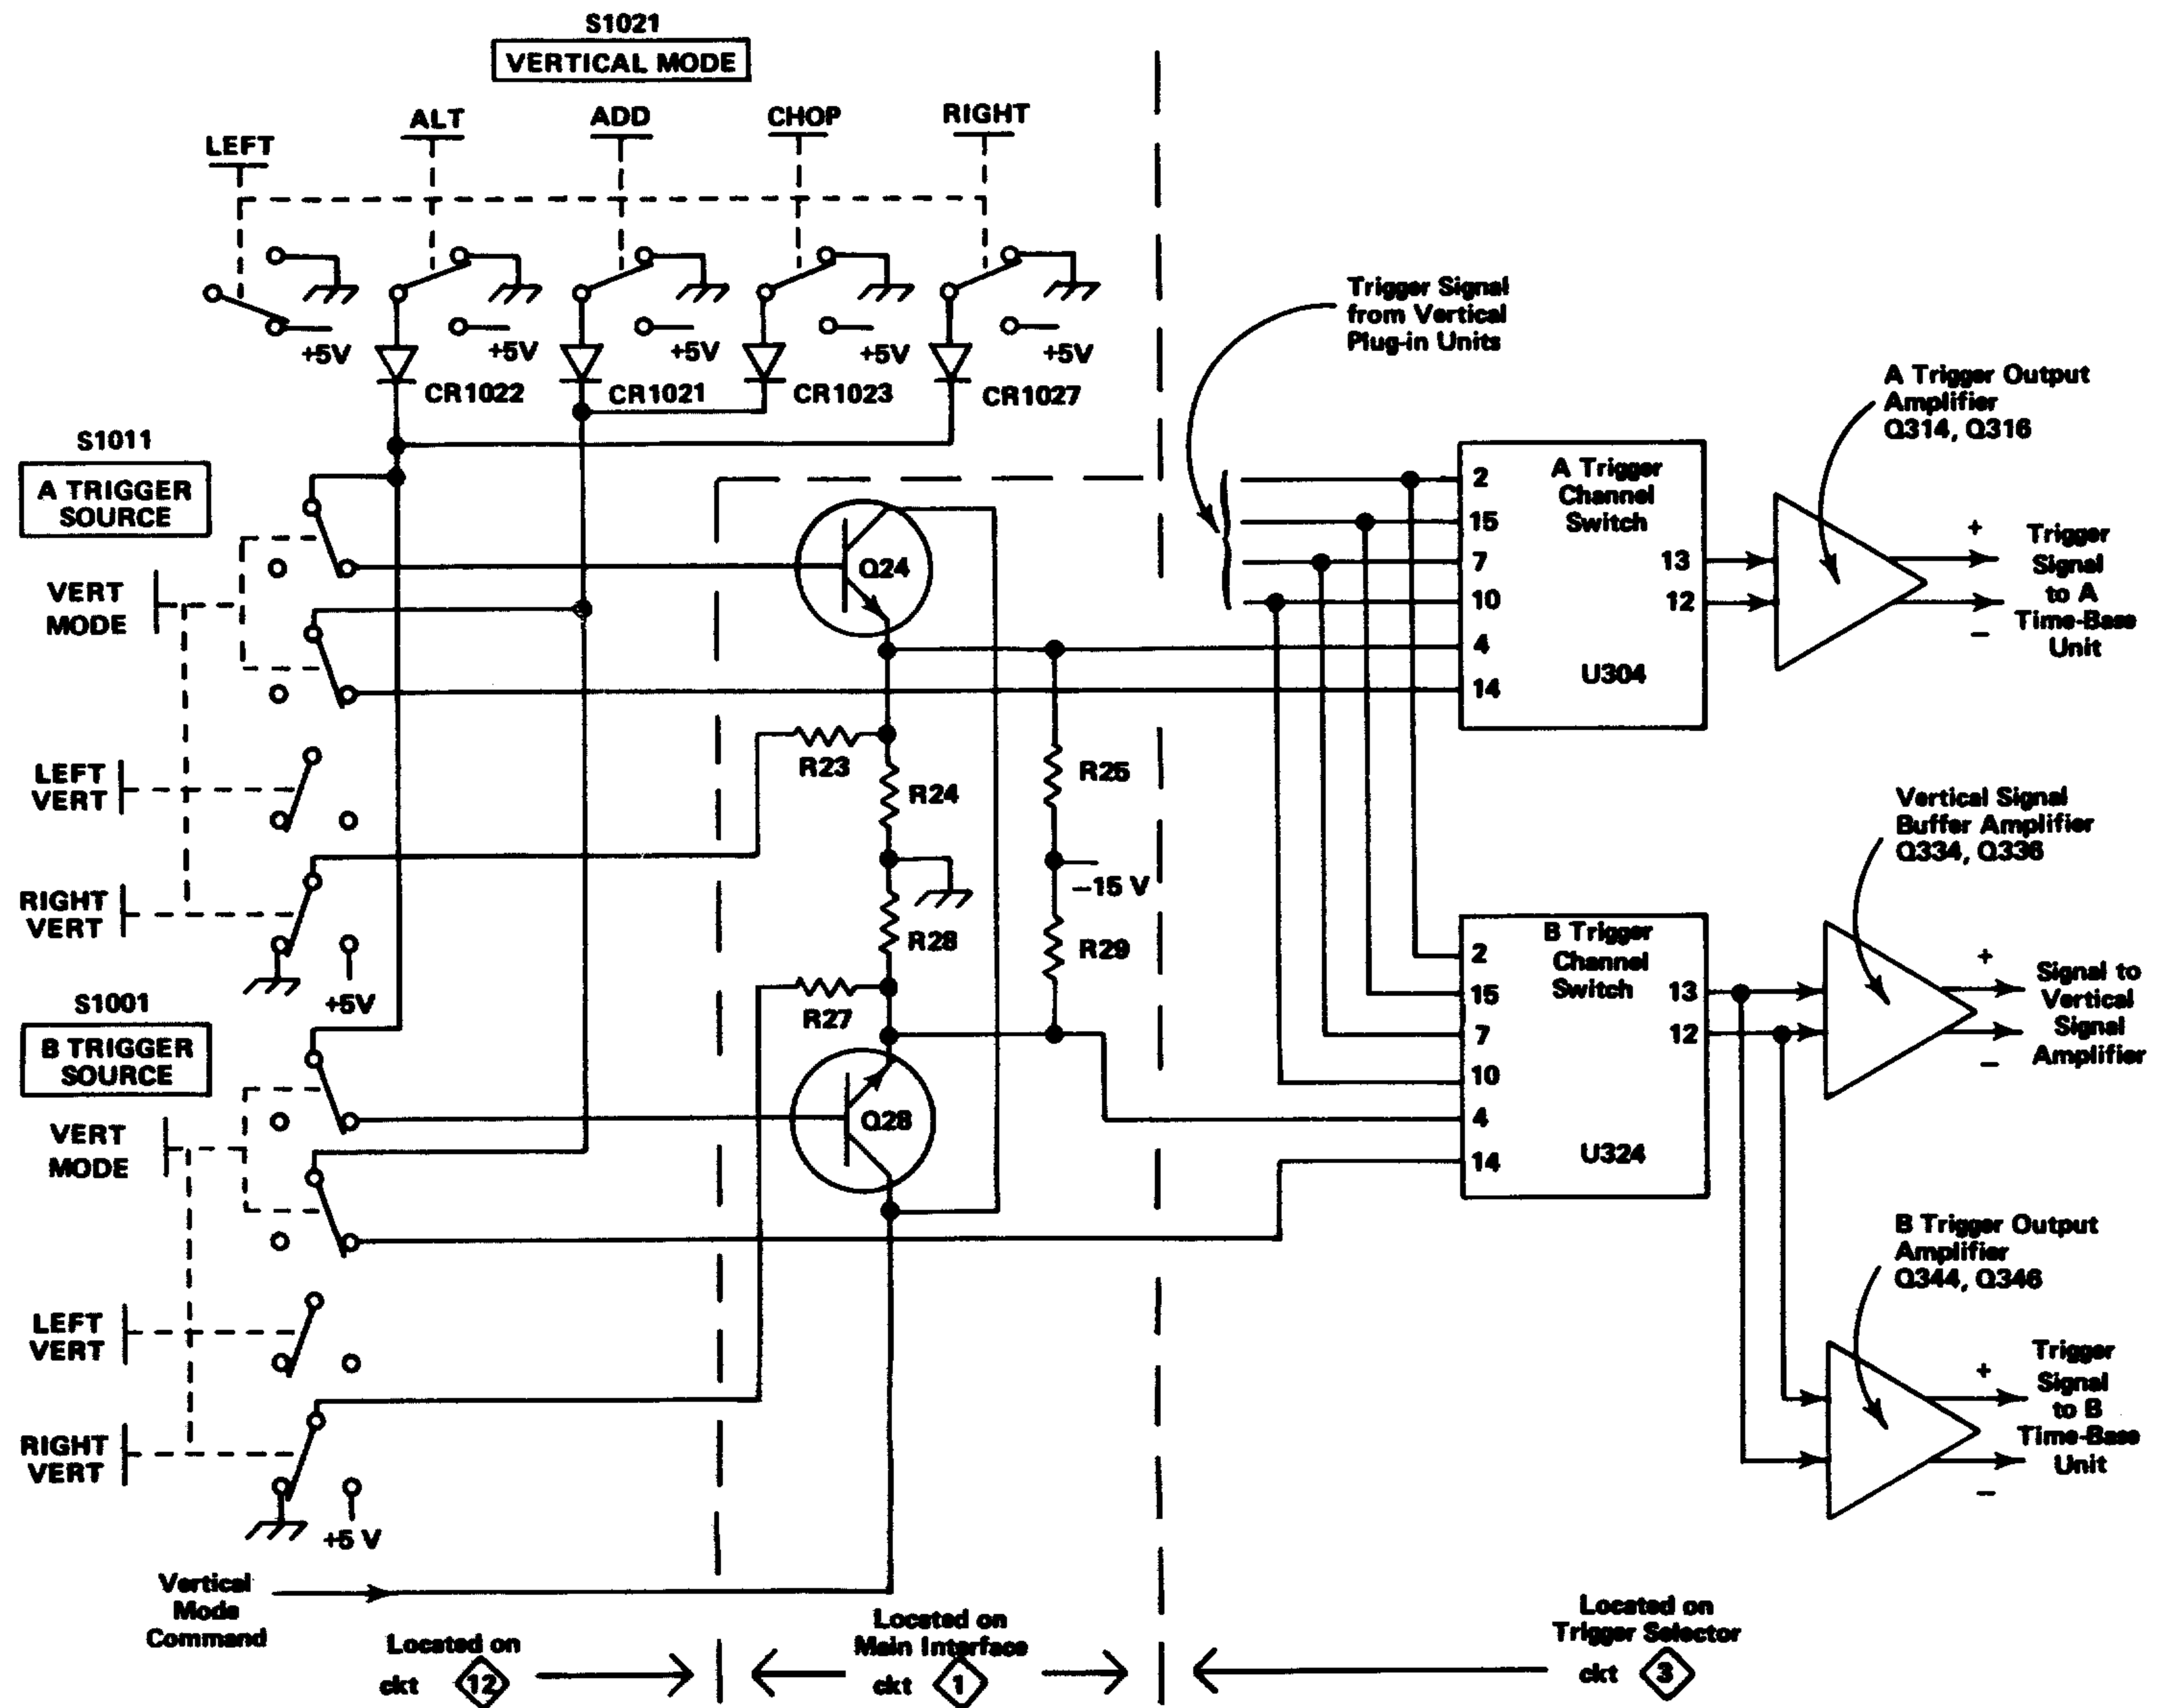 S1021
VERTICAL MODE
LEFT
ALT
ADD
CHOP
RIGHT
+5V
+5V
+5V
+5V
+5V
CR1022
CR1021
CR1023
CR1027
S1011
A TRIGGER
SOURCE
VERT
MODE
LEFT
VERT
RIGHT
VERT
+5V
S1001
B TRIGGER
SOURCE
VERT
MODE
LEFT
VERT
RIGHT
VERT
+5 V
Vertical
Mode
Command
Located on
ckt 12
Q24
R23
R24
R25
−15 V
R28
R29
R27
Q28
Located on
Main Interface
ckt 1
Trigger Signal
from Vertical
Plug-in Units
2
15
7
10
4
14
A Trigger
Channel
Switch
13
12
U304
A Trigger Output
Amplifier
Q314, Q316
+
−
Trigger
Signal
to A
Time-Base
Unit
2
15
7
10
4
14
B Trigger
Channel
Switch
13
12
U324
Vertical Signal
Buffer Amplifier
Q334, Q336
+
−
Signal to
Vertical
Signal
Amplifier
B Trigger Output
Amplifier
Q344, Q346
+
−
Trigger
Signal
to B
Time-Base
Unit
Located on
Trigger Selector
ckt 3